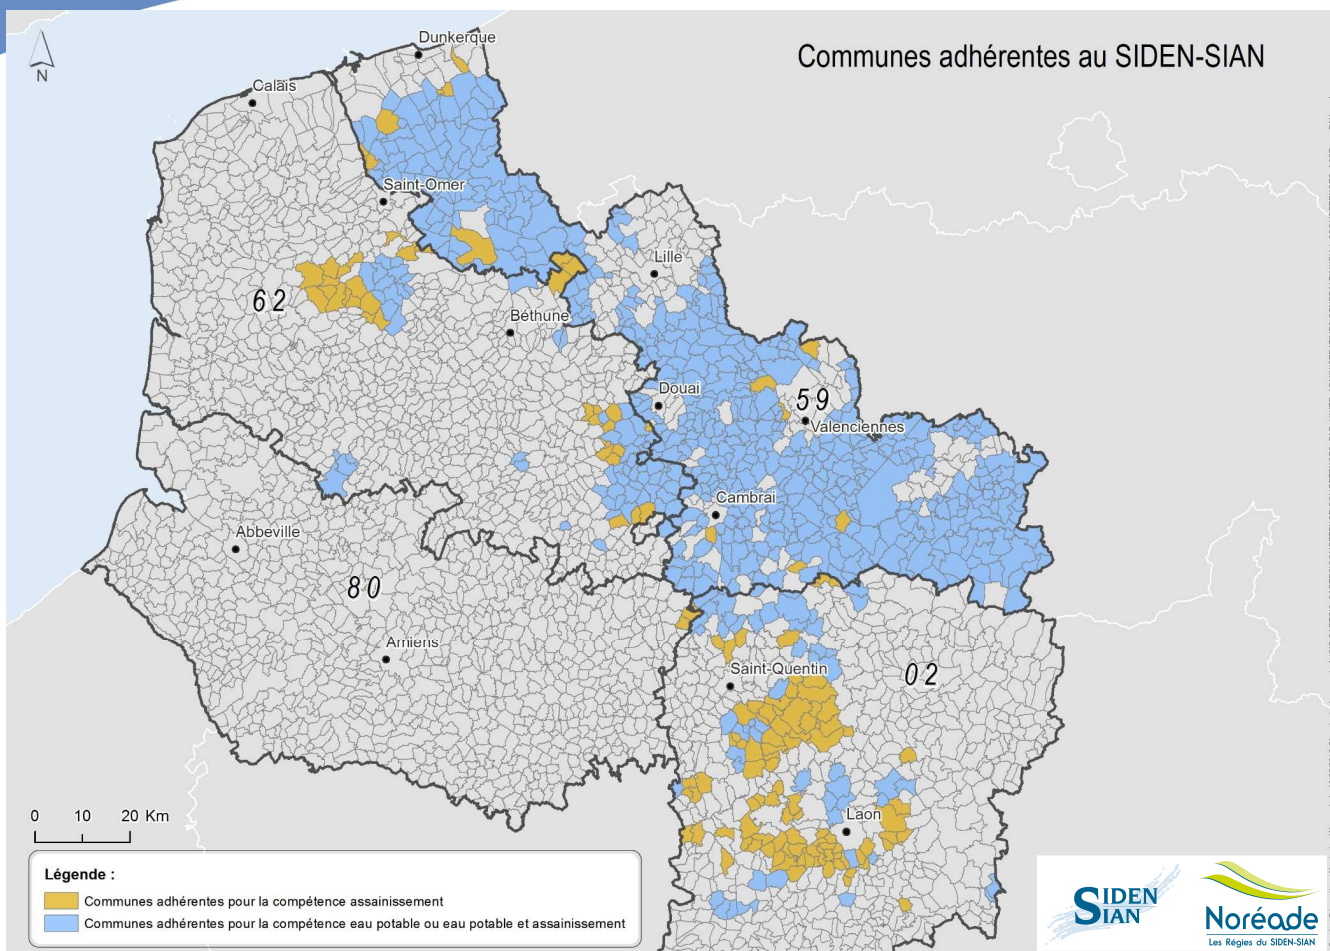 Communes adhérentes au SIDEN-SIAN
N
Dunkerque
Calais
Saint-Omer
Lille
62
Béthune
Douai
59
Valenciennes
Cambrai
Abbeville
80
Amiens
Saint-Quentin
02
Laon
0 10 20 Km
Légende :
Communes adhérentes pour la compétence assainissement
Communes adhérentes pour la compétence eau potable ou eau potable et assainissement
SIDEN
SIAN
Noréade
Les Régies du SIDEN-SIAN